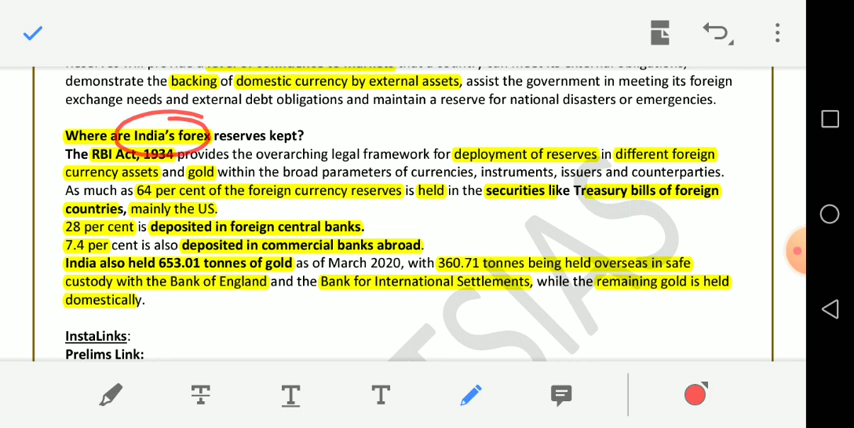 demonstrate the backing of domestic currency by external assets, assist the government in meeting its foreign
exchange needs and external debt obligations and maintain a reserve for national disasters or emergencies.
Where are India's forex reserves kept?
The RBI Act, 1934 provides the overarching legal framework for deployment of reserves in different foreign
currency assets and gold within the broad parameters of currencies, instruments, issuers and counterparties.
As much as 64 per cent of the foreign currency reserves is held in the securities like Treasury bills of foreign
countries, mainly the US.
28 per cent is deposited in foreign central banks.
7.4 per cent is also deposited in commercial banks abroad.
India also held 653.01 tonnes of gold as of March 2020, with 360.71 tonnes being held overseas in safe
custody with the Bank of England and the Bank for International Settlements, while the remaining gold is held
domestically.
InstaLinks:
Prelims Link:
TSIAS
T
T
T